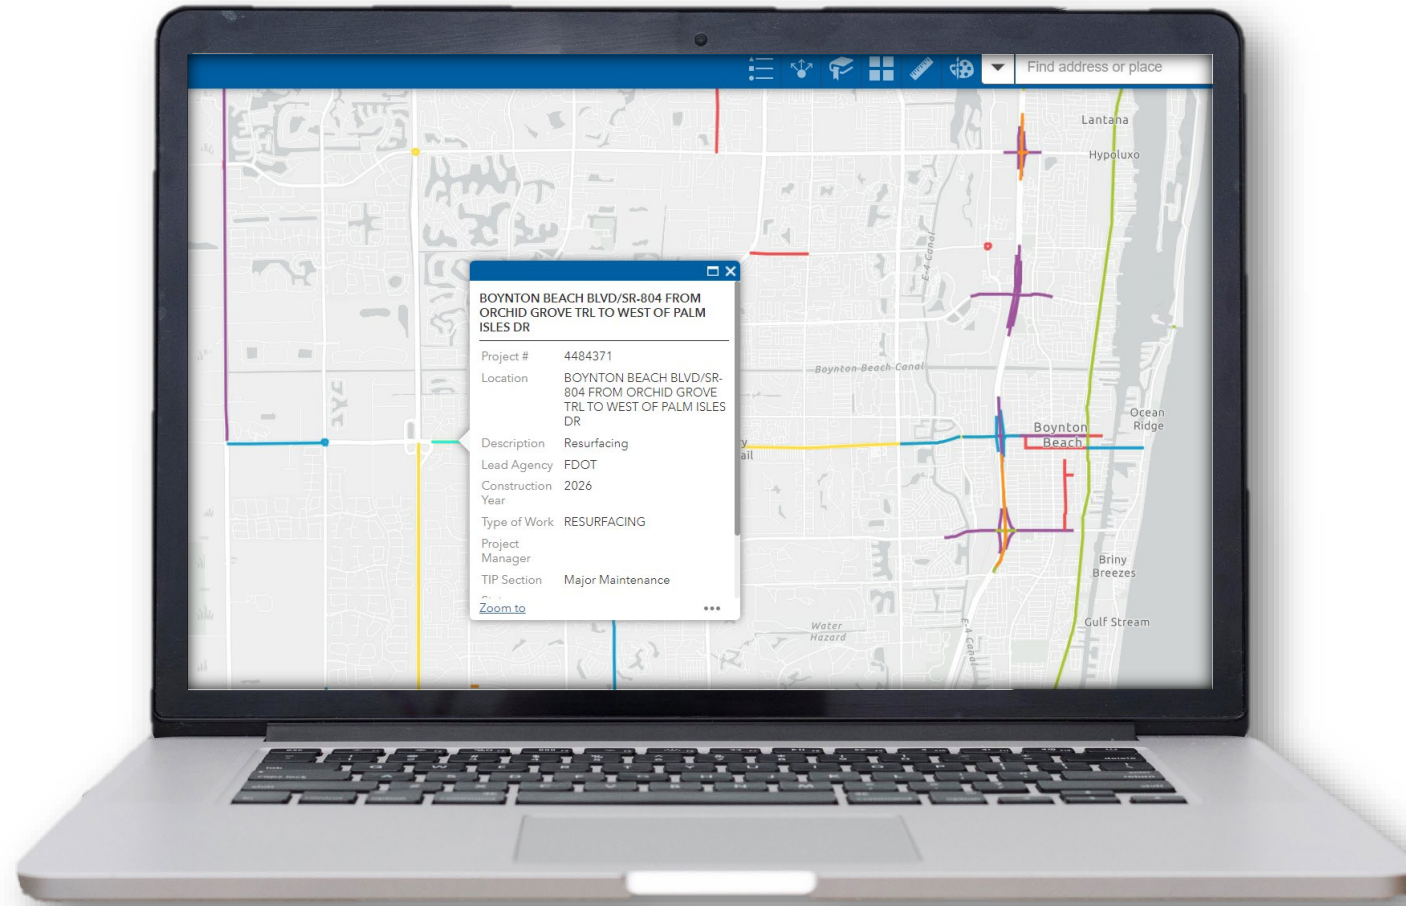 Find address or place
Lantana
Hypoluxo
E-4 Canal
BOYNTON BEACH BLVD/SR-804 FROM
ORCHID GROVE TRL TO WEST OF PALM
ISLES DR
Project # 4484371
Location BOYNTON BEACH BLVD/SR-
804 FROM ORCHID GROVE
TRL TO WEST OF PALM ISLES
DR
Description Resurfacing
Lead Agency FDOT
Construction 2026
Year
Type of Work RESURFACING
Project
Manager
TIP Section Major Maintenance
Zoom to
Boynton Beach Canal
Ocean
Ridge
Boynton
Beach
Briny
Breezes
Gulf Stream
Water
Hazard
E-4 Canal